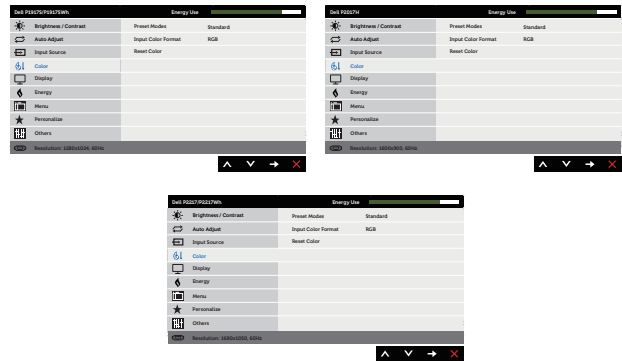 Dell P1917S/P1917SWh Energy Use
Brightness / Contrast Preset Modes Standard
Auto Adjust Input Color Format RGB
Input Source Reset Color
Color
Display
Energy
Menu
Personalize
Others
Resolution: 1280x1024, 60Hz
Dell P2017H Energy Use
Brightness / Contrast Preset Modes Standard
Auto Adjust Input Color Format RGB
Input Source Reset Color
Color
Display
Energy
Menu
Personalize
Others
Resolution: 1600x900, 60Hz
Dell P2217/P2217Wh Energy Use
Brightness / Contrast Preset Modes Standard
Auto Adjust Input Color Format RGB
Input Source Reset Color
Color
Display
Energy
Menu
Personalize
Others
Resolution: 1680x1050, 60Hz